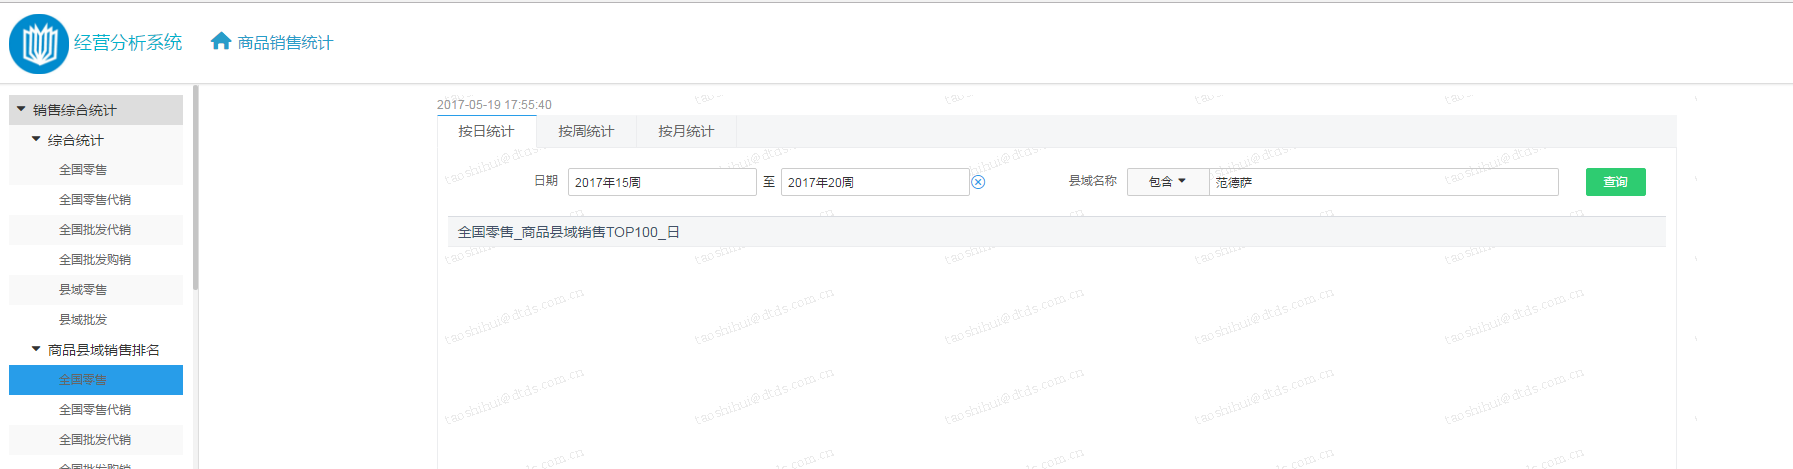 经营分析系统 商品销售统计
销售综合统计
综合统计
全国零售
全国零售代销
全国批发代销
全国批发购销
县域零售
县域批发
商品县域销售排名
全国零售
全国零售代销
全国批发代销
全国批发购销
2017-05-19 17:55:40
按日统计 按周统计 按月统计
日期 2017年15周 至 2017年20周 县域名称 包含 范德萨 查询
全国零售_商品县域销售TOP100_日
taoshihui@dtds.com.cn